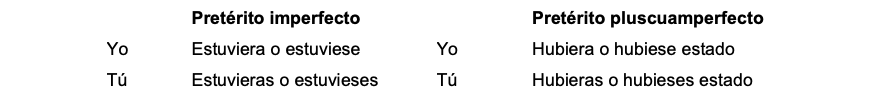 Pretérito imperfecto Pretérito pluscuamperfecto
Yo Estuviera o estuviese Yo Hubiera o hubiese estado
Tú Estuvieras o estuvieses Tú Hubieras o hubieses estado